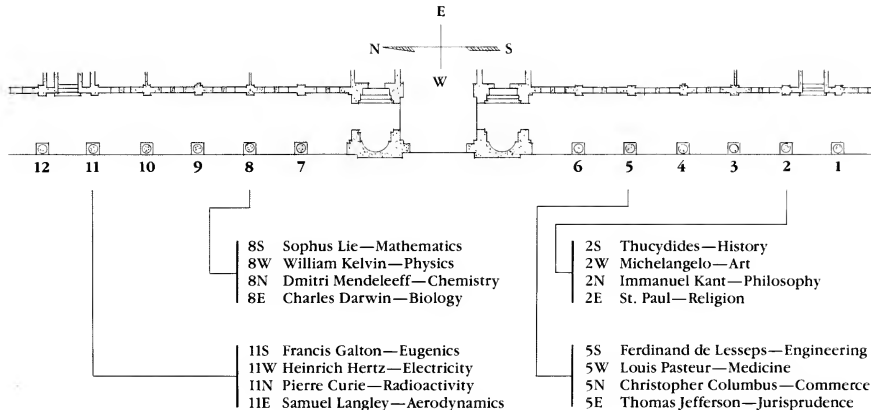 E
N S
W
12 11 10 9 8 7 6 5 4 3 2 1
8S Sophus Lie—Mathematics
8W William Kelvin—Physics
8N Dmitri Mendeleeff—Chemistry
8E Charles Darwin—Biology
2S Thucydides—History
2W Michelangelo—Art
2N Immanuel Kant—Philosophy
2E St. Paul—Religion
11S Francis Galton—Eugenics
11W Heinrich Hertz—Electricity
11N Pierre Curie—Radioactivity
11E Samuel Langley—Aerodynamics
5S Ferdinand de Lesseps—Engineering
5W Louis Pasteur—Medicine
5N Christopher Columbus—Commerce
5E Thomas Jefferson—Jurisprudence